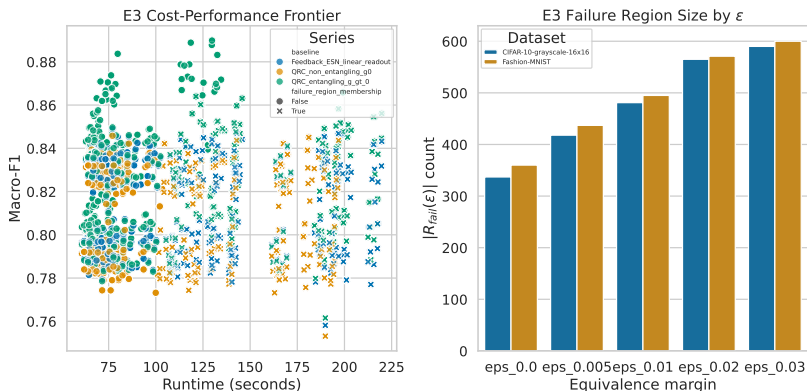 E3 Cost-Performance Frontier
Macro-F1
0.88
0.86
0.84
0.82
0.80
0.78
0.76
Series
baseline
Feedback_ESN_linear_readout
QRC_non_entangling_g0
QRC_entangling_g_gt_0
failure_region_membership
False
True
75
100
125
150
175
200
225
Runtime (seconds)
E3 Failure Region Size by ε
|R_fail(ε)| count
600
500
400
300
200
100
0
Dataset
CIFAR-10-grayscale-16x16
Fashion-MNIST
eps_0.0
eps_0.005
eps_0.01
eps_0.02
eps_0.03
Equivalence margin